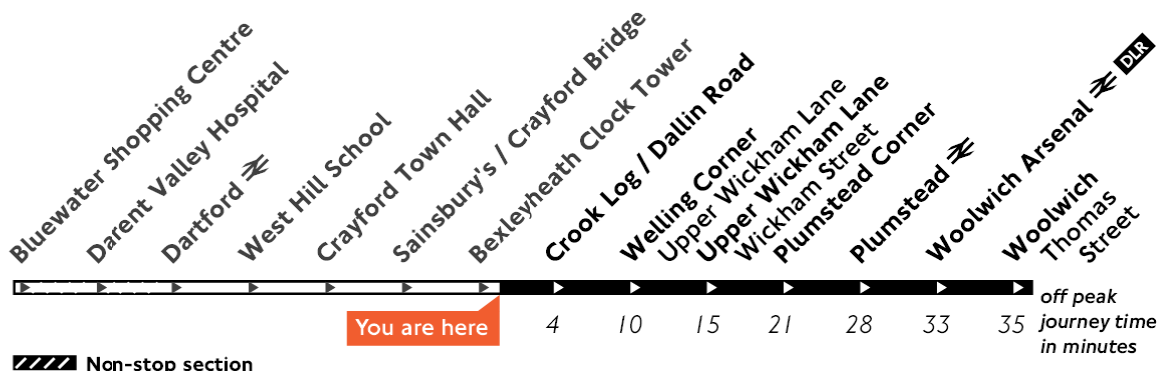 Bluewater Shopping Centre
Darent Valley Hospital
Dartford
West Hill School
Crayford Town Hall
Sainsbury's / Crayford Bridge
Bexleyheath Clock Tower
Crook Log / Dallin Road
Welling Corner
Upper Wickham Lane
Upper Wickham Lane
Wickham Street
Plumstead Corner
Plumstead
Woolwich Arsenal DLR
Woolwich
Thomas
Street
You are here
4 10 15 21 28 33 35
off peak
journey time
in minutes
Non-stop section